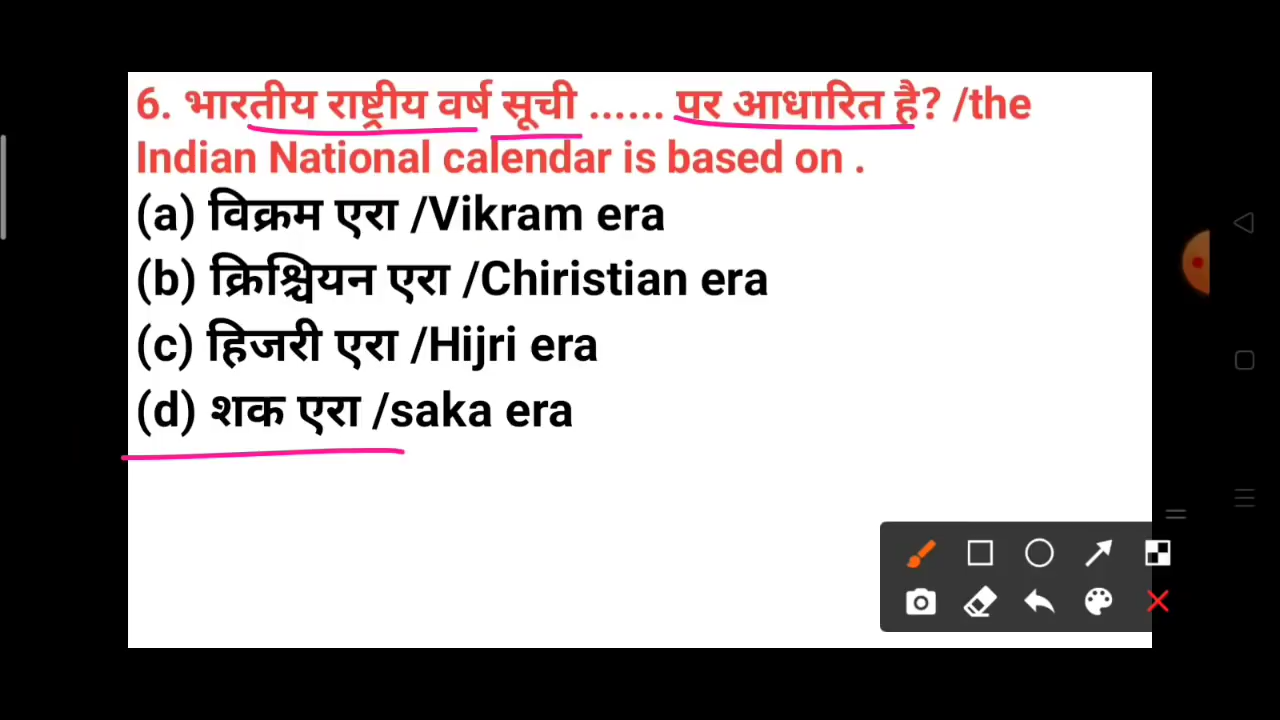 6. भारतीय राष्ट्रीय वर्ष सूची ...... पर आधारित है? /the
Indian National calendar is based on .
(a) विक्रम एरा /Vikram era
(b) क्रिश्चियन एरा /Chiristian era
(c) हिजरी एरा /Hijri era
(d) शक एरा /saka era